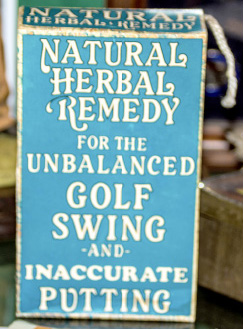 NATURAL
HERBAL REMEDY
NATURAL
HERBAL
REMEDY
FOR THE
UNBALANCED
GOLF
SWING
-AND-
INACCURATE
PUTTING